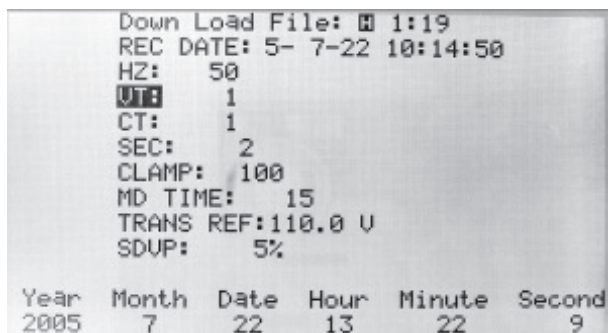 Down Load File: H 1:19
REC DATE: 5- 7-22 10:14:50
HZ: 50
VT: 1
CT: 1
SEC: 2
CLAMP: 100
MD TIME: 15
TRANS REF:110.0 V
SDVP: 5%
Year Month Date Hour Minute Second
2005 7 22 13 22 9